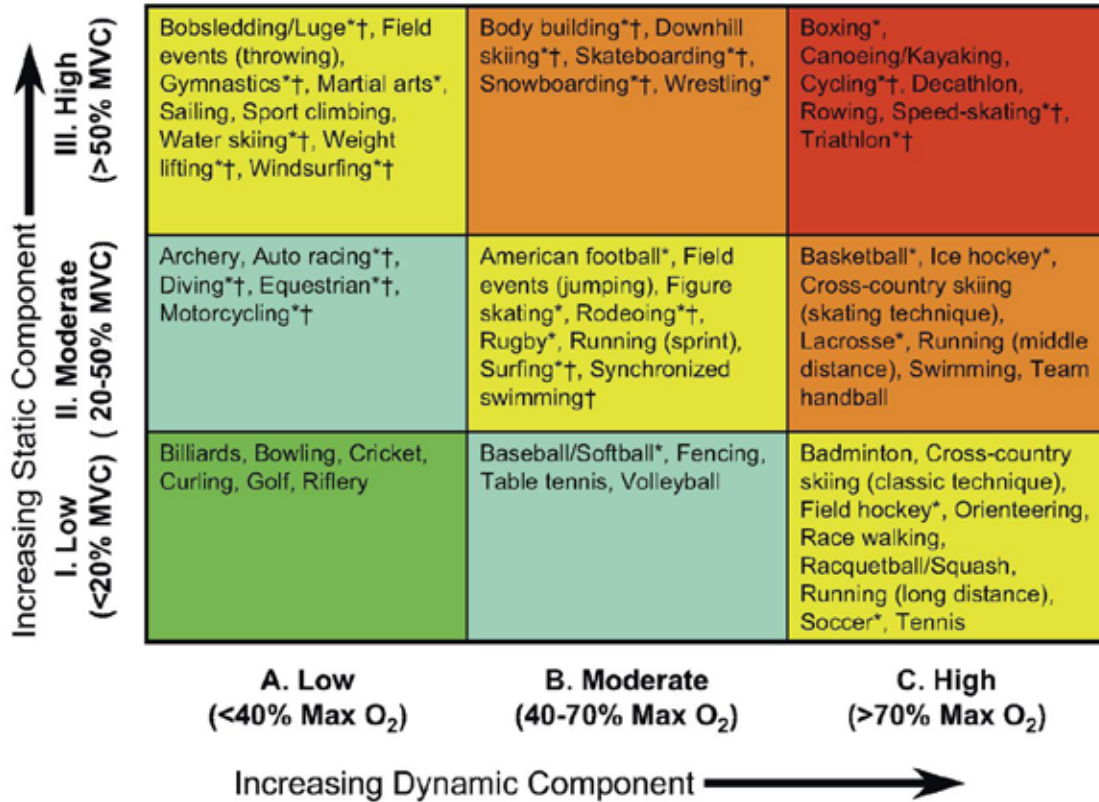 Increasing Static Component
III. High
(>50% MVC)
Bobsledding/Luge*†, Field
events (throwing),
Gymnastics*†, Martial arts*,
Sailing, Sport climbing,
Water skiing*†, Weight
lifting*†, Windsurfing*†
Body building*†, Downhill
skiing*†, Skateboarding*†,
Snowboarding*†, Wrestling*
Boxing*,
Canoeing/Kayaking,
Cycling*†, Decathlon,
Rowing, Speed-skating*†,
Triathlon*†
II. Moderate
( 20-50% MVC)
Archery, Auto racing*†,
Diving*†, Equestrian*†,
Motorcycling*†
American football*, Field
events (jumping), Figure
skating*, Rodeoing*†,
Rugby*, Running (sprint),
Surfing*†, Synchronized
swimming†
Basketball*, Ice hockey*,
Cross-country skiing
(skating technique),
Lacrosse*, Running (middle
distance), Swimming, Team
handball
I. Low
(<20% MVC)
Billiards, Bowling, Cricket,
Curling, Golf, Riflery
Baseball/Softball*, Fencing,
Table tennis, Volleyball
Badminton, Cross-country
skiing (classic technique),
Field hockey*, Orienteering,
Race walking,
Racquetball/Squash,
Running (long distance),
Soccer*, Tennis
A. Low
(<40% Max O₂)
B. Moderate
(40-70% Max O₂)
C. High
(>70% Max O₂)
Increasing Dynamic Component